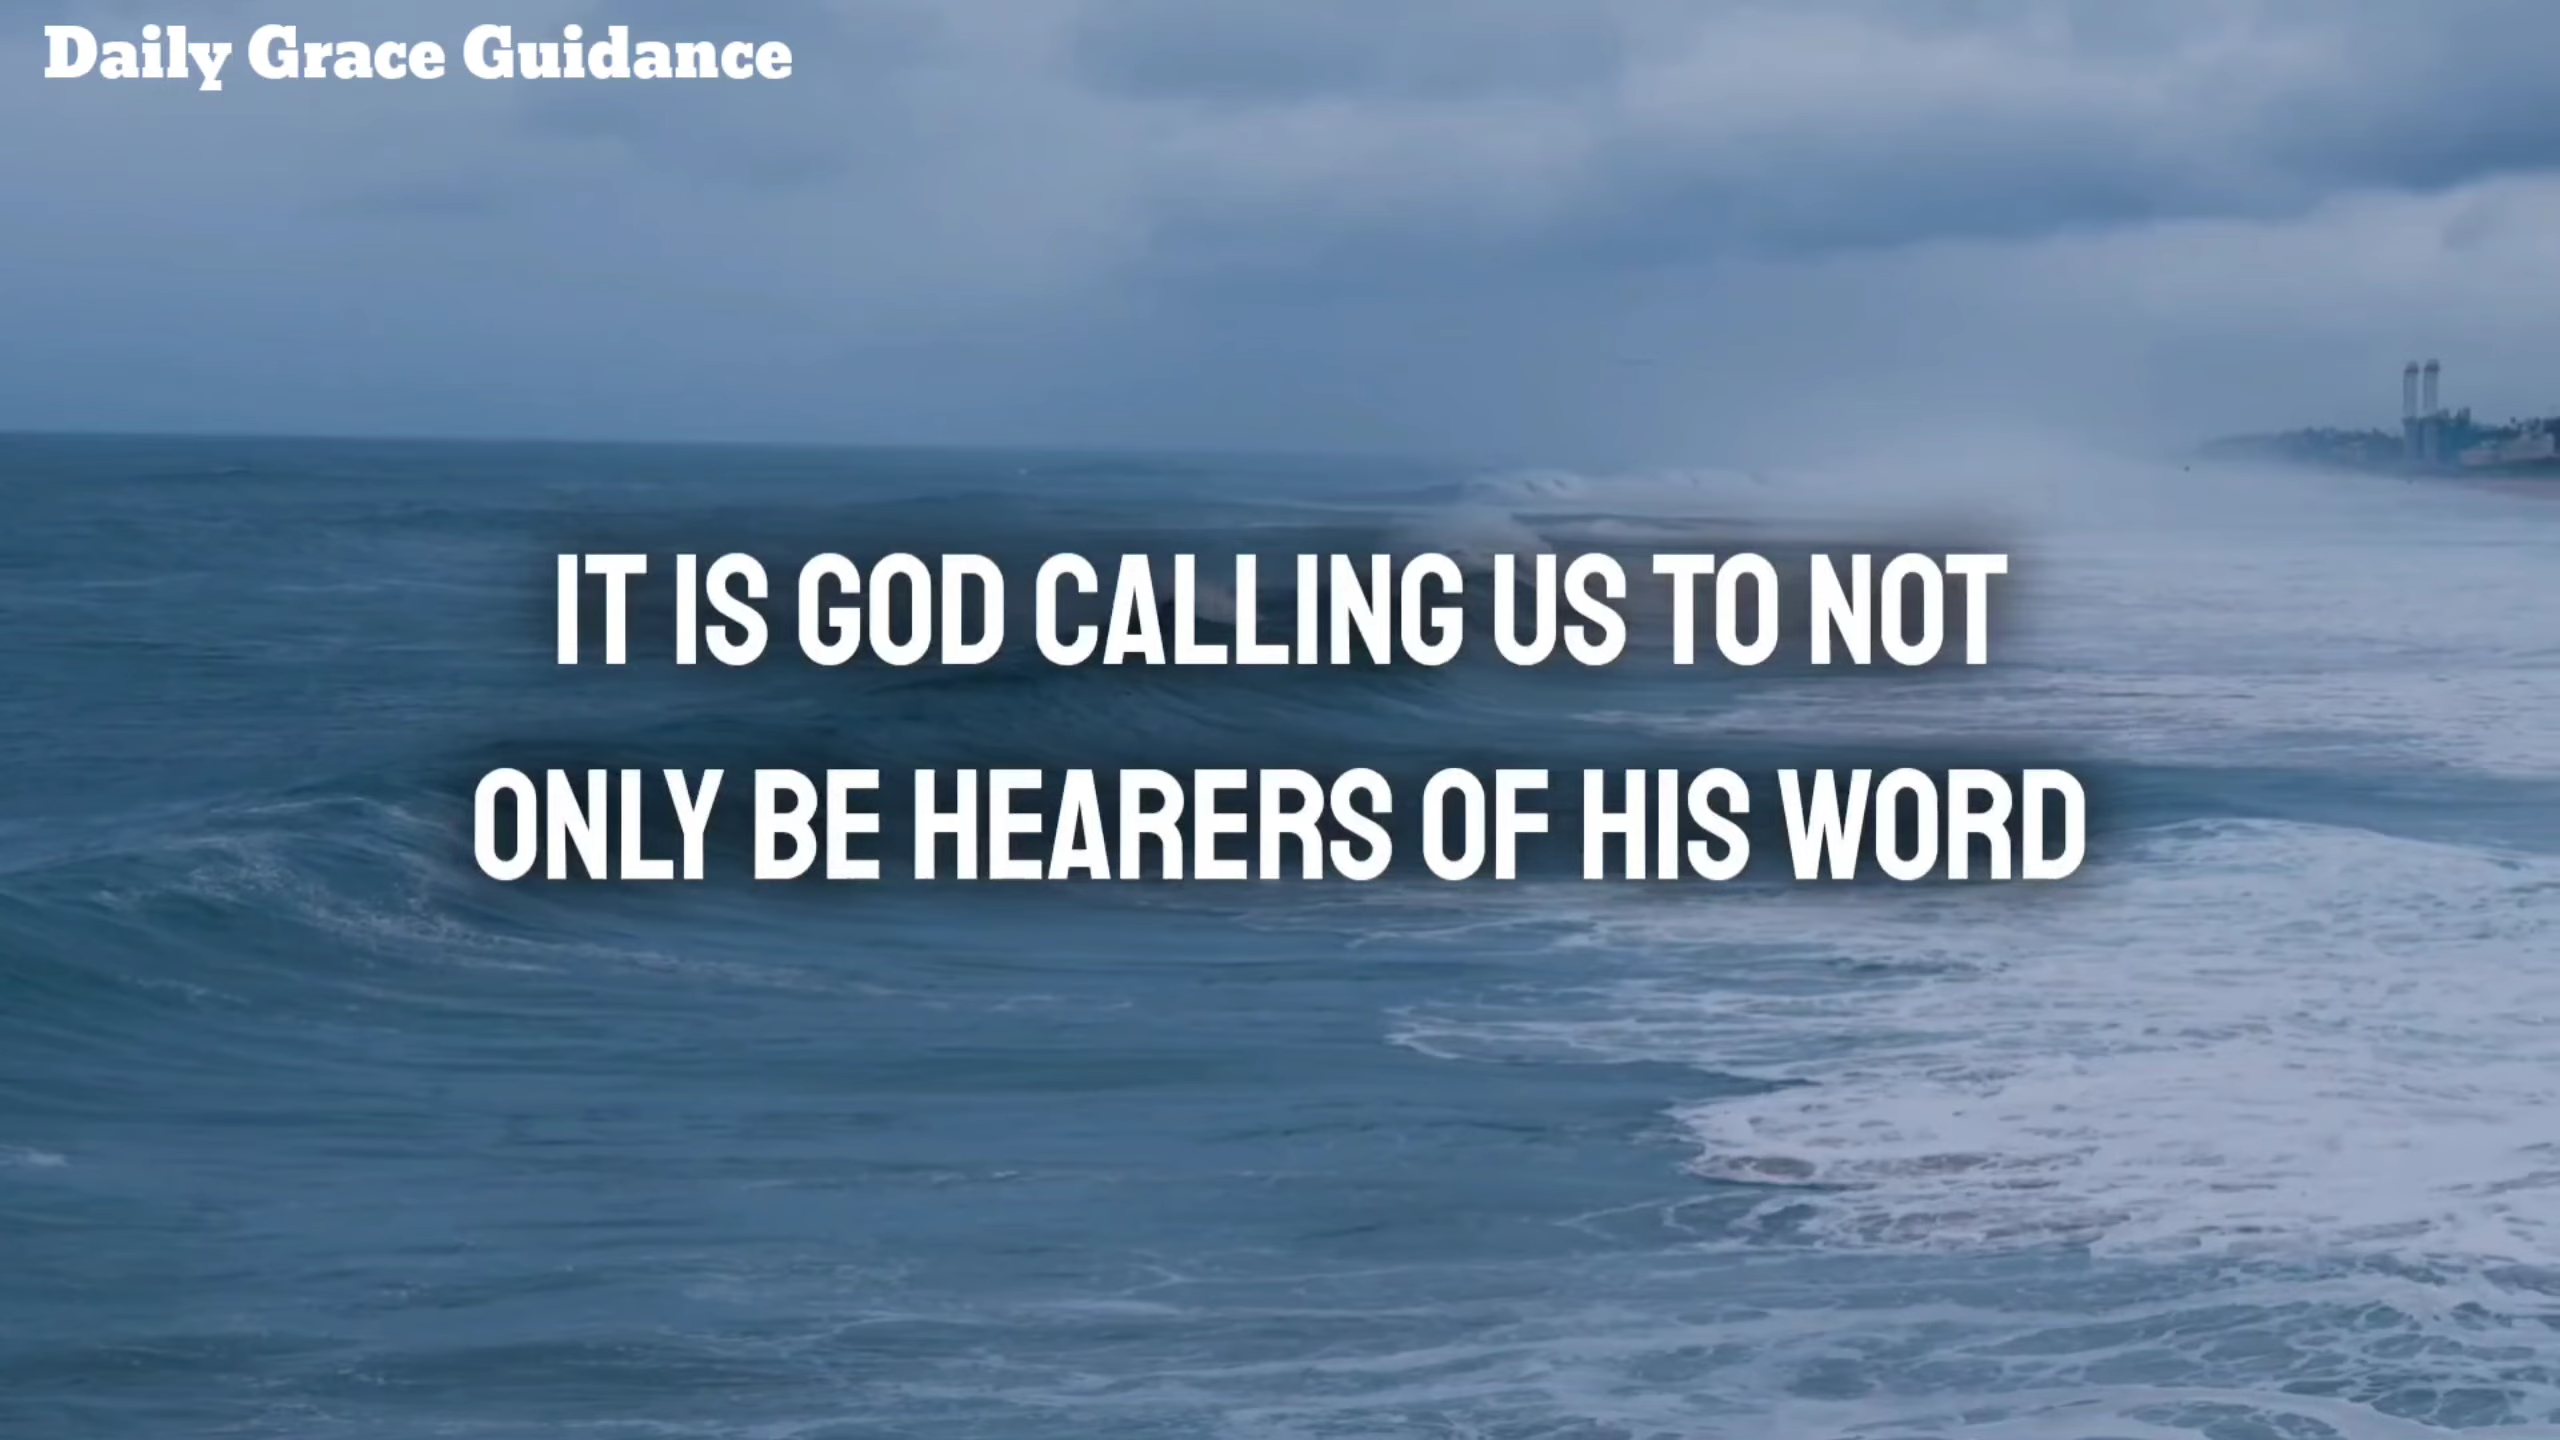 Daily Grace Guidance
IT IS GOD CALLING US TO NOT
ONLY BE HEARERS OF HIS WORD